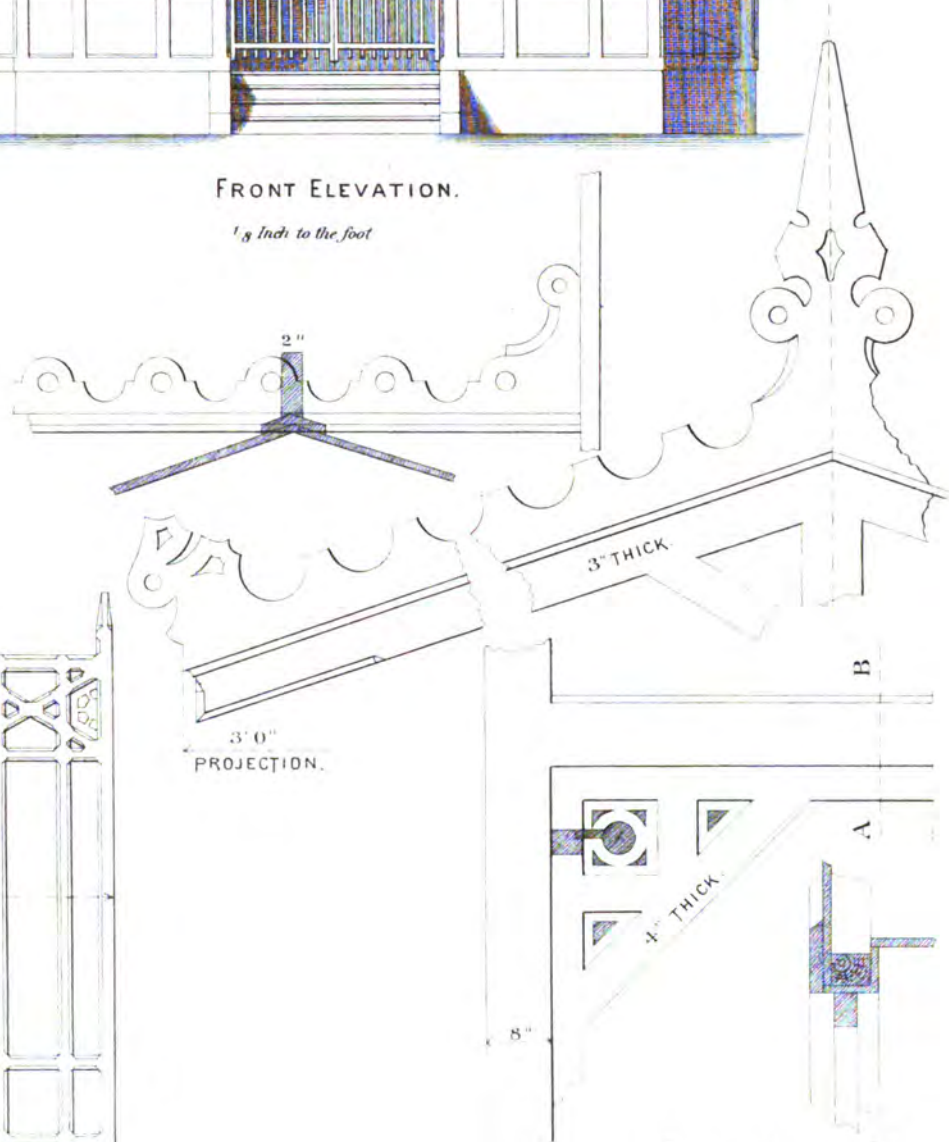 FRONT ELEVATION.
1/8 Inch to the foot
2"
3" THICK.
B
3' 0"
PROJECTION.
A
4" THICK.
8"